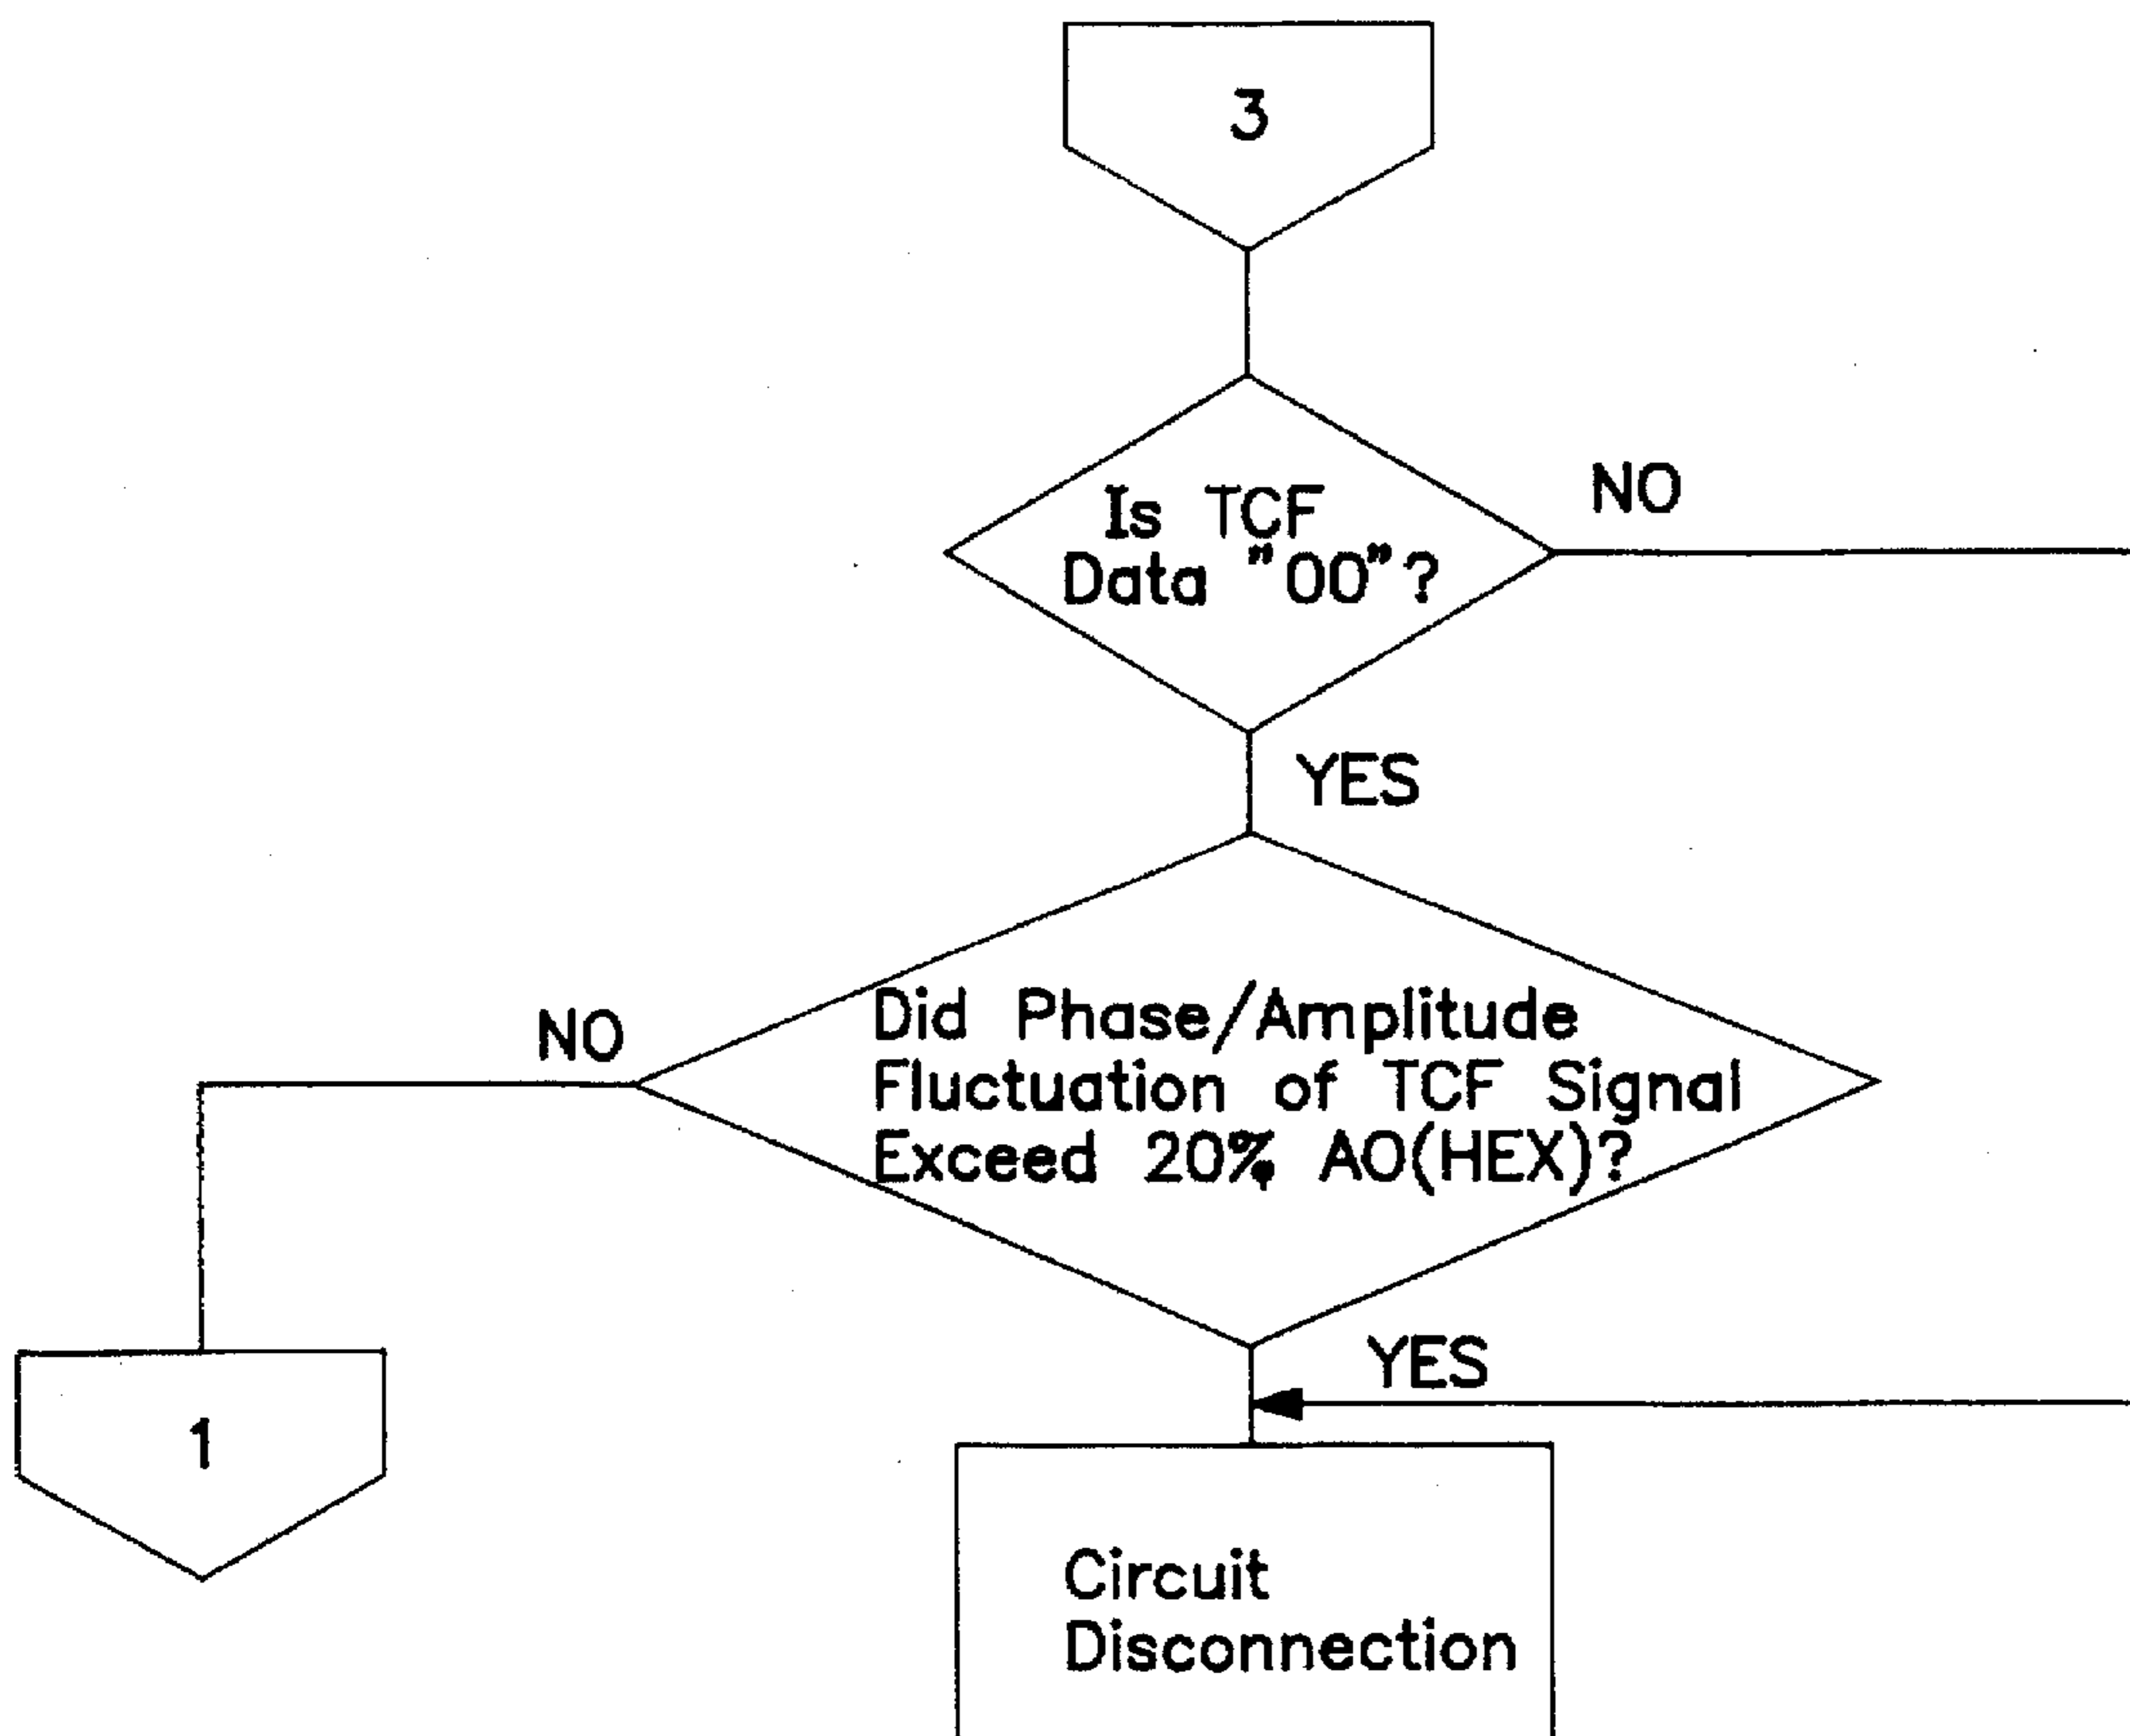 3
Is TCF
Data "00"?
NO
YES
Did Phase/Amplitude
Fluctuation of TCF Signal
Exceed 20%, AO(HEX)?
NO
YES
1
Circuit
Disconnection